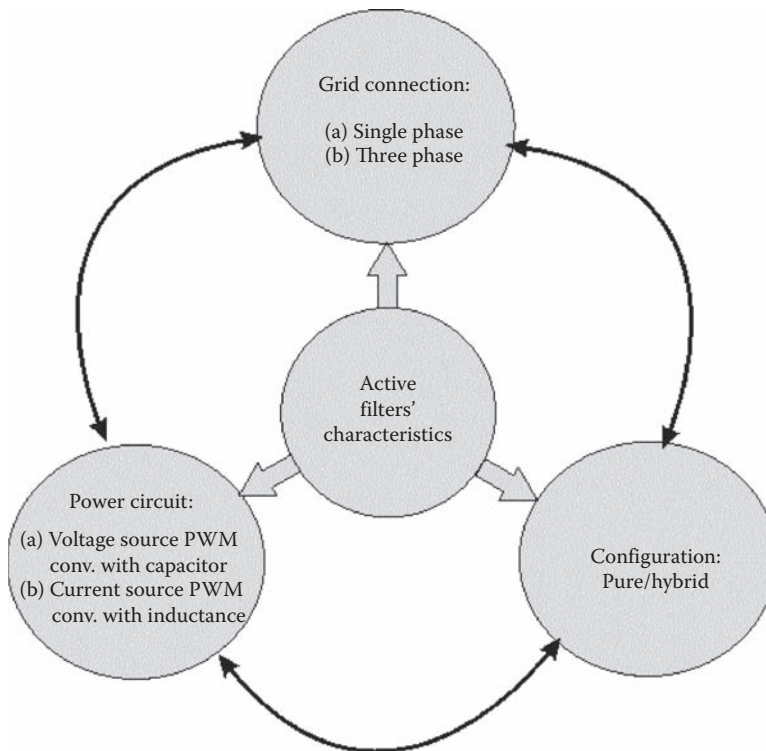 Grid connection:
(a) Single phase
(b) Three phase
Active
filters’
characteristics
Power circuit:
(a) Voltage source PWM
conv. with capacitor
(b) Current source PWM
conv. with inductance
Configuration:
Pure/hybrid